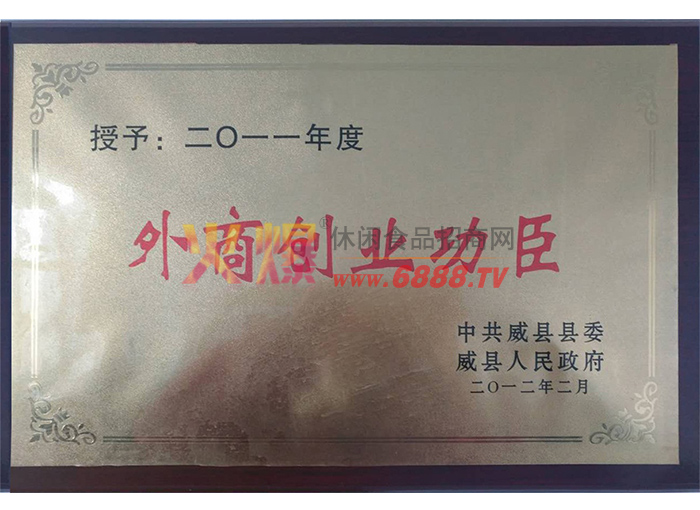 授予：二〇一一年度
外商创业功臣
火爆®休闲食品招商网
www.6888.TV
中共威县县委
威县人民政府
二〇一二年二月